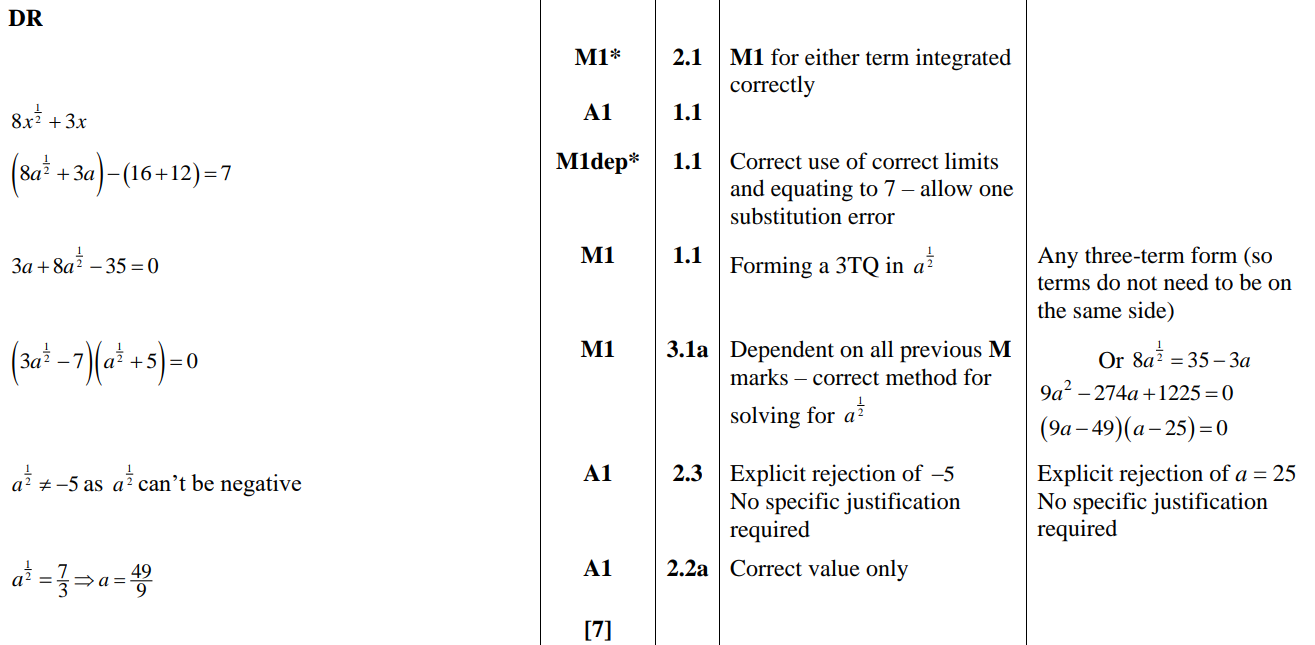 DR
M1* 2.1 M1 for either term integrated
correctly
8x^{1/2} + 3x A1 1.1
(8a^{1/2} + 3a) − (16 + 12) = 7 M1dep* 1.1 Correct use of correct limits
and equating to 7 – allow one
substitution error
3a + 8a^{1/2} − 35 = 0 M1 1.1 Forming a 3TQ in a^{1/2} Any three-term form (so
terms do not need to be on
the same side)
(3a^{1/2} − 7)(a^{1/2} + 5) = 0 M1 3.1a Dependent on all previous M
marks – correct method for
solving for a^{1/2}
Or 8a^{1/2} = 35 − 3a
9a² − 274a + 1225 = 0
(9a − 49)(a − 25) = 0
a^{1/2} ≠ −5 as a^{1/2} can’t be negative A1 2.3 Explicit rejection of −5
No specific justification
required
Explicit rejection of a = 25
No specific justification
required
a^{1/2} = 7/3 ⇒ a = 49/9 A1 2.2a Correct value only
[7]